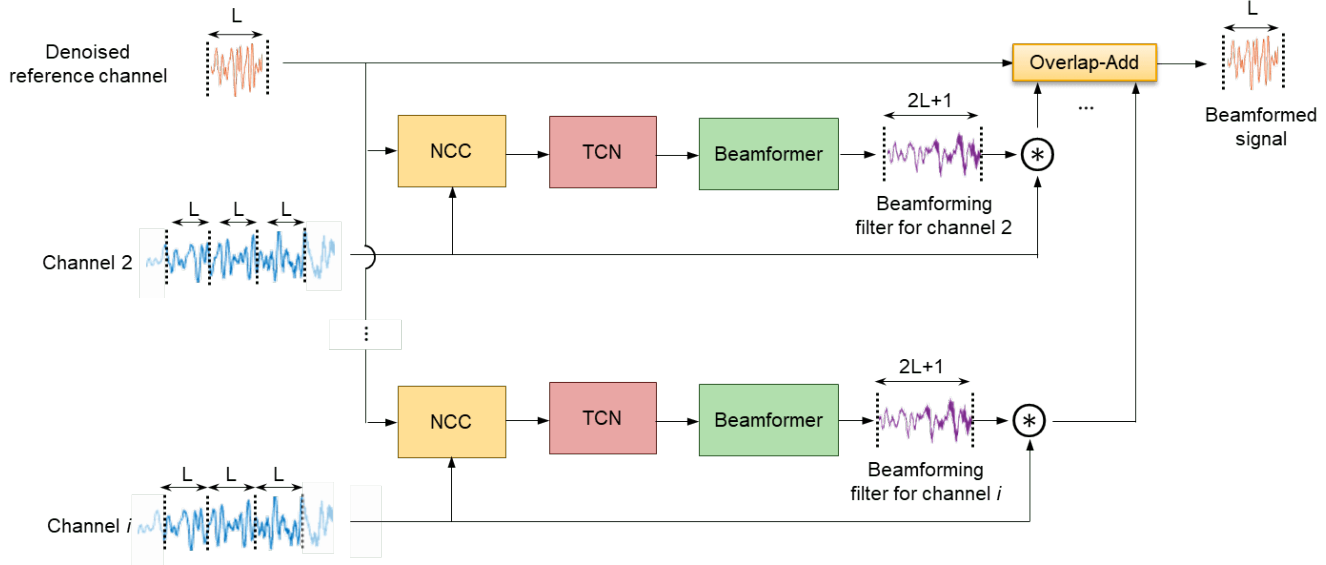 L
Denoised
reference channel
Overlap-Add
L
Beamformed
signal
...
2L+1
NCC
TCN
Beamformer
*
Beamforming
filter for channel 2
L
L
L
Channel 2
...
2L+1
NCC
TCN
Beamformer
*
Beamforming
filter for channel i
L
L
L
Channel i